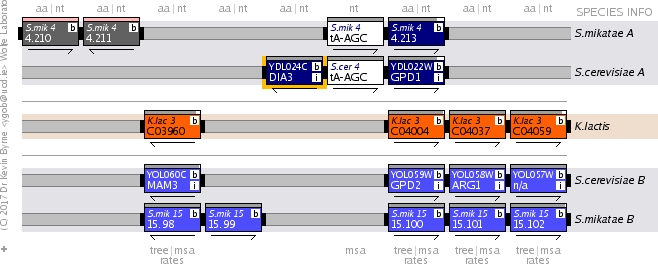 aa|nt aa|nt aa|nt nt aa|nt aa|nt aa|nt SPECIES INFO
S.mik 4 b S.mik 4 b S.mik 4 S.mik 4 b
4.210 4.211 tA-AGC 4.213 S.mikatae A
YDL024C b S.cer 4 YDL022W b
DIA3 i tA-AGC GPD1 i S.cerevisiae A
K.lac 3 b K.lac 3 b K.lac 3 b K.lac 3 b
C03960 C04004 C04037 C04059 K.lactis
YOL060C b YOL059W b YOL058W b YOL057W b
MAM3 i GPD2 i ARG1 i n/a i S.cerevisiae B
S.mik 15 b S.mik 15 b S.mik 15 b S.mik 15 b S.mik 15 b
15.98 15.99 15.100 15.101 15.102 S.mikatae B
tree|msa msa tree|msa tree|msa tree|msa
rates rates rates rates
(C) 2017 Dr Kevin Byrne <ygob@ucd.ie> Wolfe Laborato